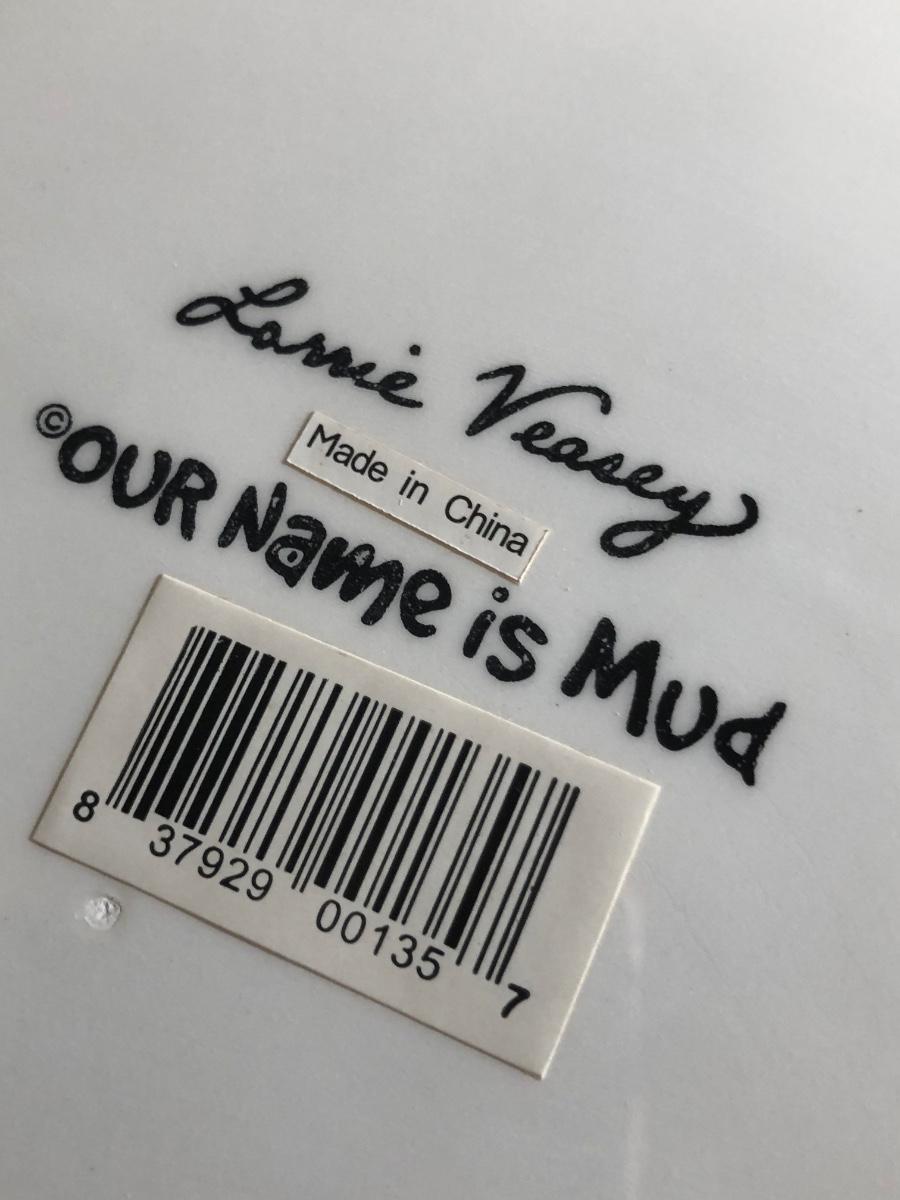 Lorrie Veasey
Made in China
©OUR Name is Mud
8 37929 00135 7